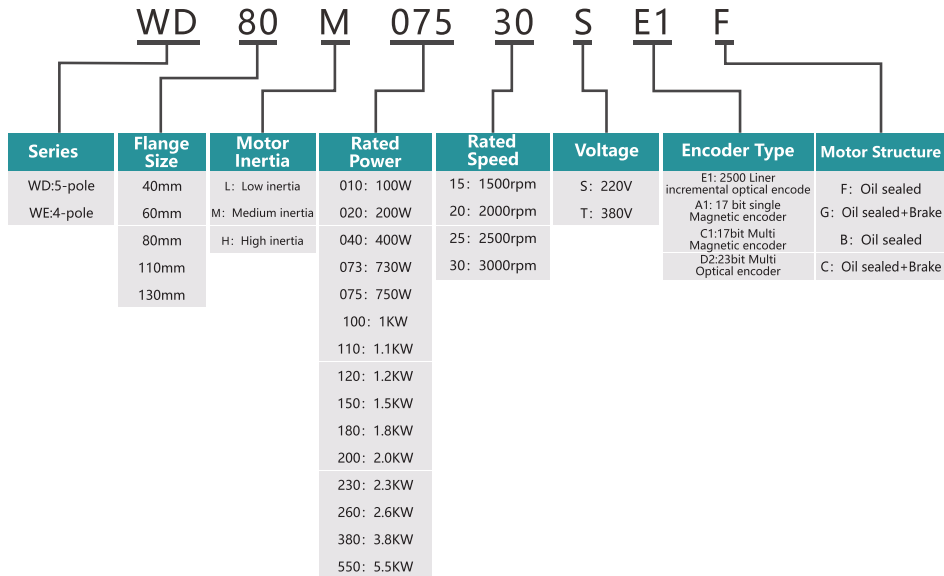 WD 80 M 075 30 S E1 F
Series
WD:5-pole
WE:4-pole
Flange
Size
40mm
60mm
80mm
110mm
130mm
Motor
Inertia
L: Low inertia
M: Medium inertia
H: High inertia
Rated
Power
010: 100W
020: 200W
040: 400W
073: 730W
075: 750W
100: 1KW
110: 1.1KW
120: 1.2KW
150: 1.5KW
180: 1.8KW
200: 2.0KW
230: 2.3KW
260: 2.6KW
380: 3.8KW
550: 5.5KW
Rated
Speed
15: 1500rpm
20: 2000rpm
25: 2500rpm
30: 3000rpm
Voltage
S: 220V
T: 380V
Encoder Type
E1: 2500 Liner
incremental optical encode
A1: 17 bit single
Magnetic encoder
C1:17bit Multi
Magnetic encoder
D2:23bit Multi
Optical encoder
Motor Structure
F: Oil sealed
G: Oil sealed+Brake
B: Oil sealed
C: Oil sealed+Brake